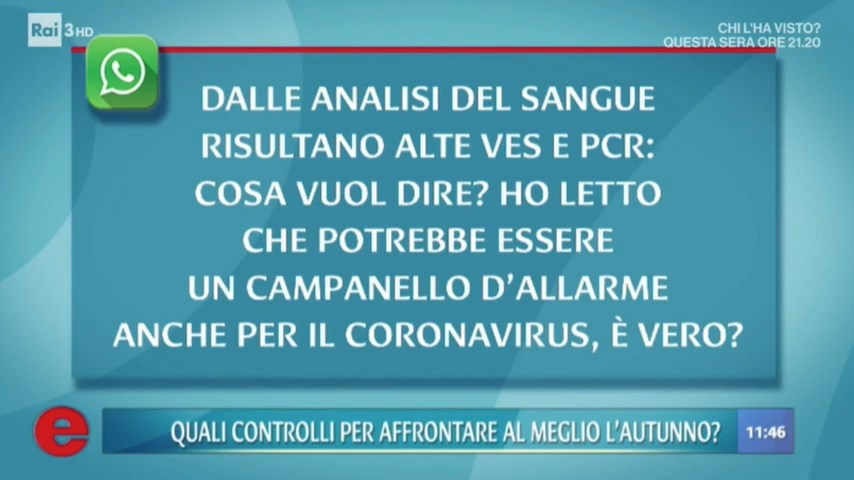 Rai 3HD
CHI L'HA VISTO?
QUESTA SERA ORE 21.20
DALLE ANALISI DEL SANGUE
RISULTANO ALTE VES E PCR:
COSA VUOL DIRE? HO LETTO
CHE POTREBBE ESSERE
UN CAMPANELLO D'ALLARME
ANCHE PER IL CORONAVIRUS, È VERO?
e
QUALI CONTROLLI PER AFFRONTARE AL MEGLIO L'AUTUNNO?
11:46